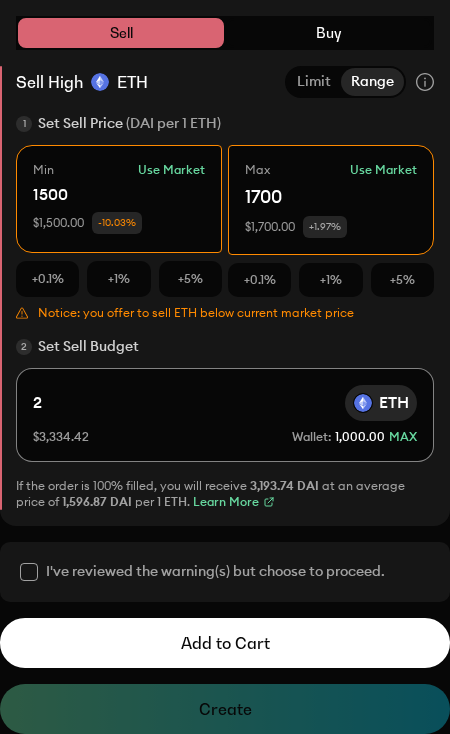 Sell Buy
Sell High ETH Limit Range
1 Set Sell Price (DAI per 1 ETH)
Min Use Market Max Use Market
1500 1700
$1,500.00 -10.03% $1,700.00 +1.97%
+0.1% +1% +5% +0.1% +1% +5%
Notice: you offer to sell ETH below current market price
2 Set Sell Budget
2 ETH
$3,334.42 Wallet: 1,000.00 MAX
If the order is 100% filled, you will receive 3,193.74 DAI at an average
price of 1,596.87 DAI per 1 ETH. Learn More
I've reviewed the warning(s) but choose to proceed.
Add to Cart
Create